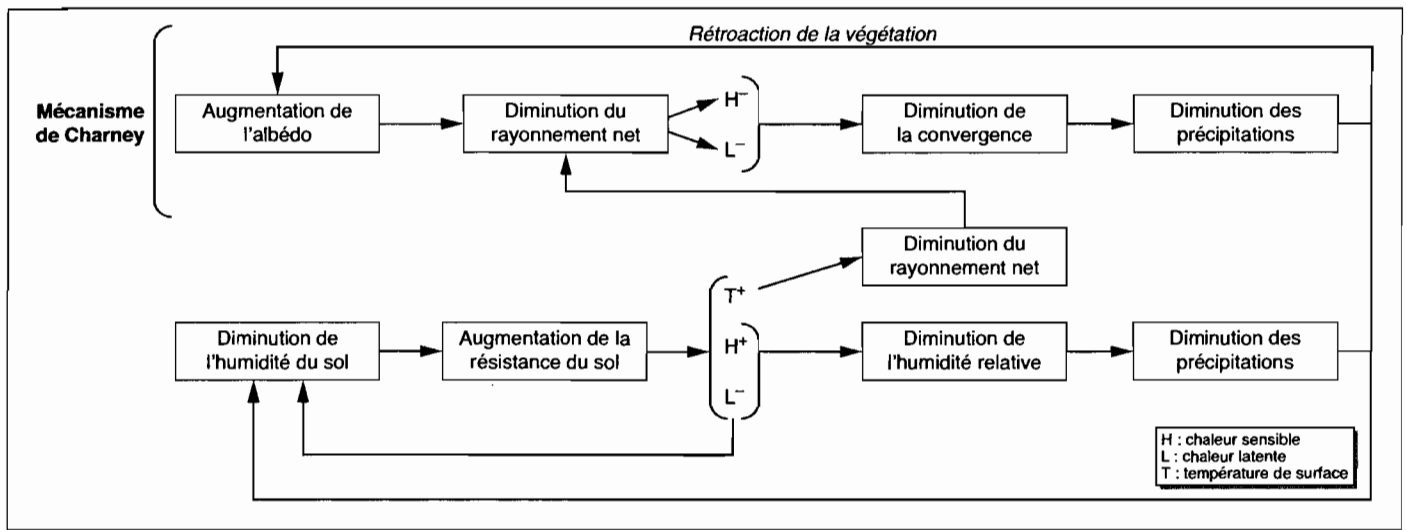 Rétroaction de la végétation
Mécanisme
de Charney
Augmentation de
l'albédo
Diminution du
rayonnement net
H⁻
L⁻
Diminution de
la convergence
Diminution des
précipitations
Diminution du
rayonnement net
T⁺
Diminution de
l'humidité du sol
Augmentation de la
résistance du sol
H⁺
L⁻
Diminution de
l'humidité relative
Diminution des
précipitations
H : chaleur sensible
L : chaleur latente
T : température de surface